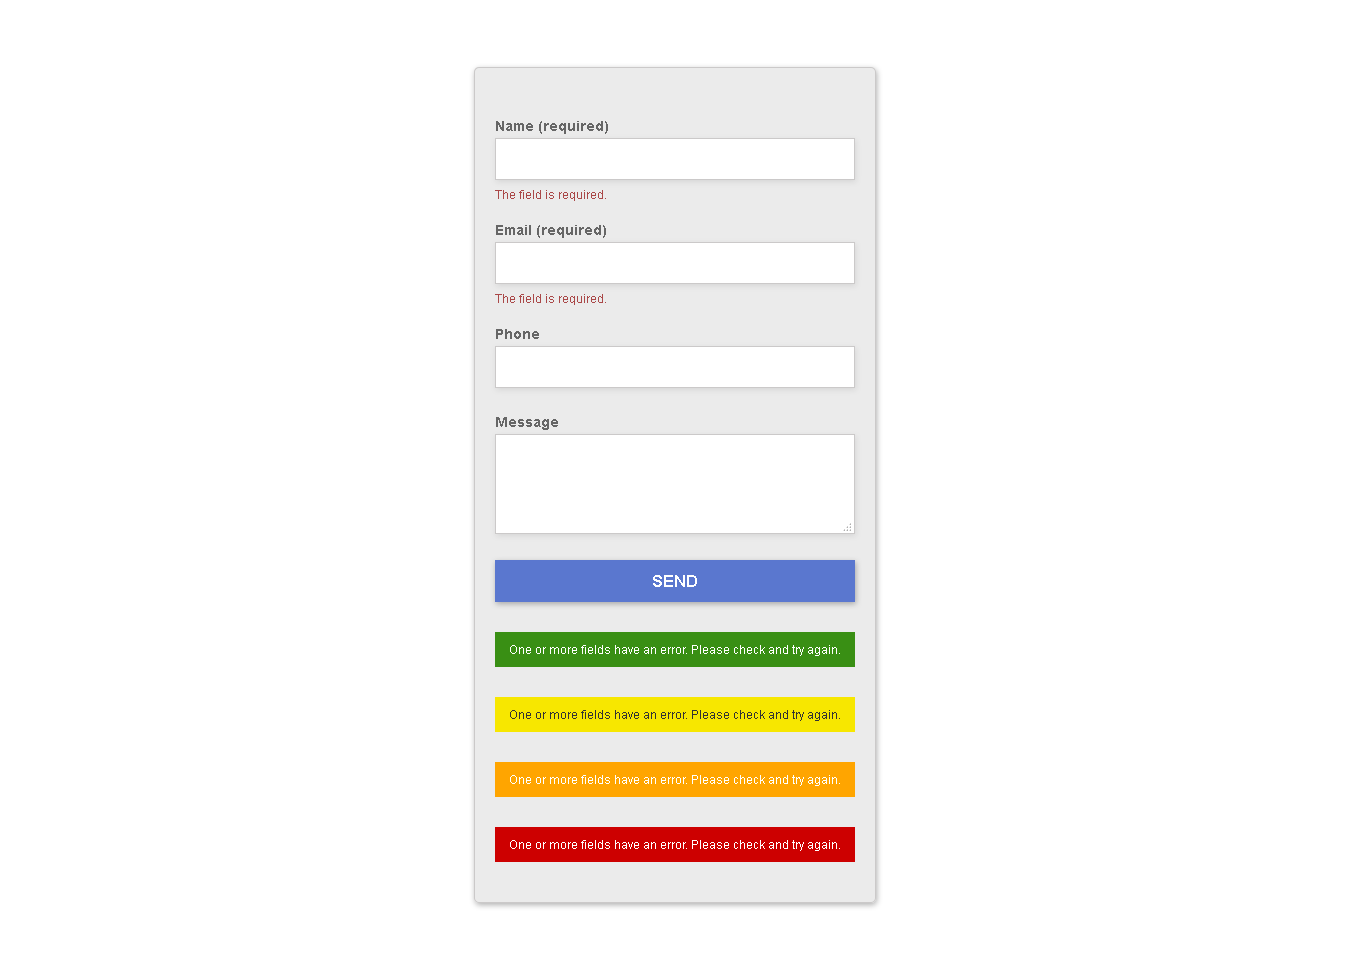 Name (required)
The field is required.
Email (required)
The field is required.
Phone
Message
SEND
One or more fields have an error. Please check and try again.
One or more fields have an error. Please check and try again.
One or more fields have an error. Please check and try again.
One or more fields have an error. Please check and try again.